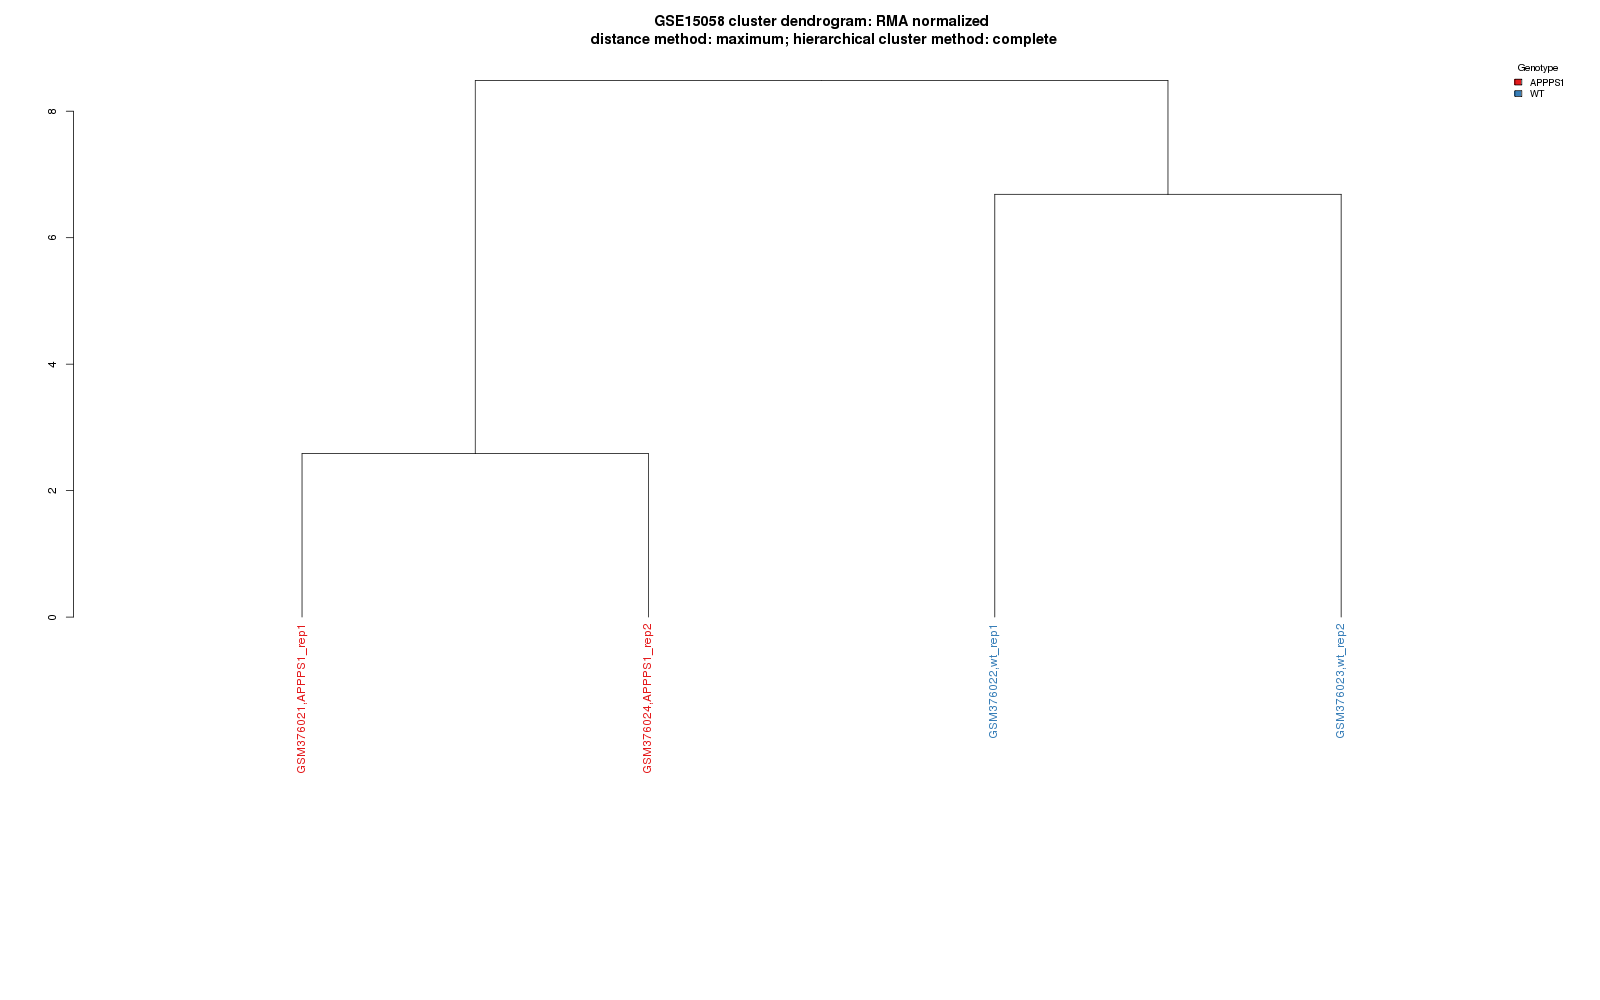 GSE15058 cluster dendrogram: RMA normalized
distance method: maximum; hierarchical cluster method: complete
Genotype
APPPS1
WT
8
6
4
2
0
GSM376021,APPPS1_rep1
GSM376024,APPPS1_rep2
GSM376022,wt_rep1
GSM376023,wt_rep2